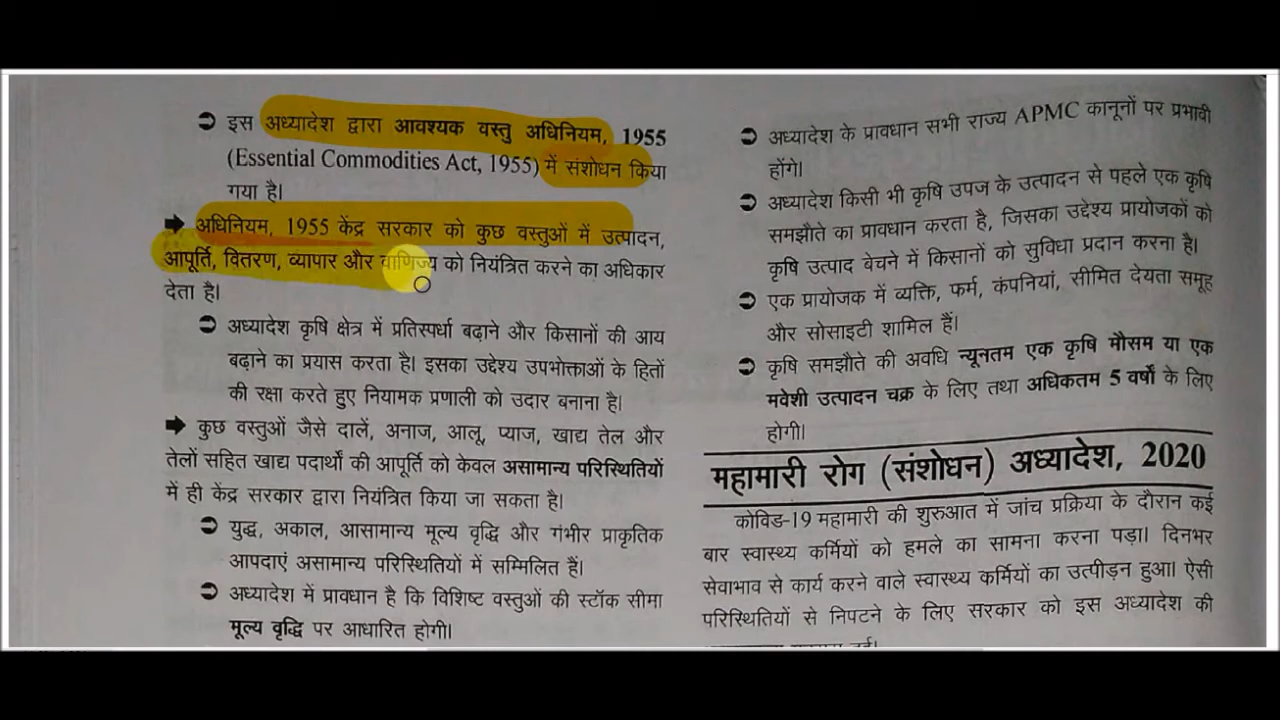 ➲ इस अध्यादेश द्वारा आवश्यक वस्तु अधिनियम, 1955
(Essential Commodities Act, 1955) में संशोधन किया
गया है।
➡ अधिनियम, 1955 केंद्र सरकार को कुछ वस्तुओं में उत्पादन,
आपूर्ति, वितरण, व्यापार और वाणिज्य को नियंत्रित करने का अधिकार
देता है।
➲ अध्यादेश कृषि क्षेत्र में प्रतिस्पर्धा बढ़ाने और किसानों की आय
बढ़ाने का प्रयास करता है। इसका उद्देश्य उपभोक्ताओं के हितों
की रक्षा करते हुए नियामक प्रणाली को उदार बनाना है।
➡ कुछ वस्तुओं जैसे दालें, अनाज, आलू, प्याज, खाद्य तेल और
तेलों सहित खाद्य पदार्थों की आपूर्ति को केवल असामान्य परिस्थितियों
में ही केंद्र सरकार द्वारा नियंत्रित किया जा सकता है।
➲ युद्ध, अकाल, आसामान्य मूल्य वृद्धि और गंभीर प्राकृतिक
आपदाएं असामान्य परिस्थितियों में सम्मिलित हैं।
➲ अध्यादेश में प्रावधान है कि विशिष्ट वस्तुओं की स्टॉक सीमा
मूल्य वृद्धि पर आधारित होगी।
➲ अध्यादेश के प्रावधान सभी राज्य APMC कानूनों पर प्रभावी
होंगे।
➲ अध्यादेश किसी भी कृषि उपज के उत्पादन से पहले एक कृषि
समझौते का प्रावधान करता है, जिसका उद्देश्य प्रायोजकों को
कृषि उत्पाद बेचने में किसानों को सुविधा प्रदान करना है।
➲ एक प्रायोजक में व्यक्ति, फर्म, कंपनियां, सीमित देयता समूह
और सोसाइटी शामिल हैं।
➲ कृषि समझौते की अवधि न्यूनतम एक कृषि मौसम या एक
मवेशी उत्पादन चक्र के लिए तथा अधिकतम 5 वर्षों के लिए
होगी।
महामारी रोग (संशोधन) अध्यादेश, 2020
कोविड-19 महामारी की शुरुआत में जांच प्रक्रिया के दौरान कई
बार स्वास्थ्य कर्मियों को हमले का सामना करना पड़ा। दिनभर
सेवाभाव से कार्य करने वाले स्वास्थ्य कर्मियों का उत्पीड़न हुआ। ऐसी
परिस्थितियों से निपटने के लिए सरकार को इस अध्यादेश की